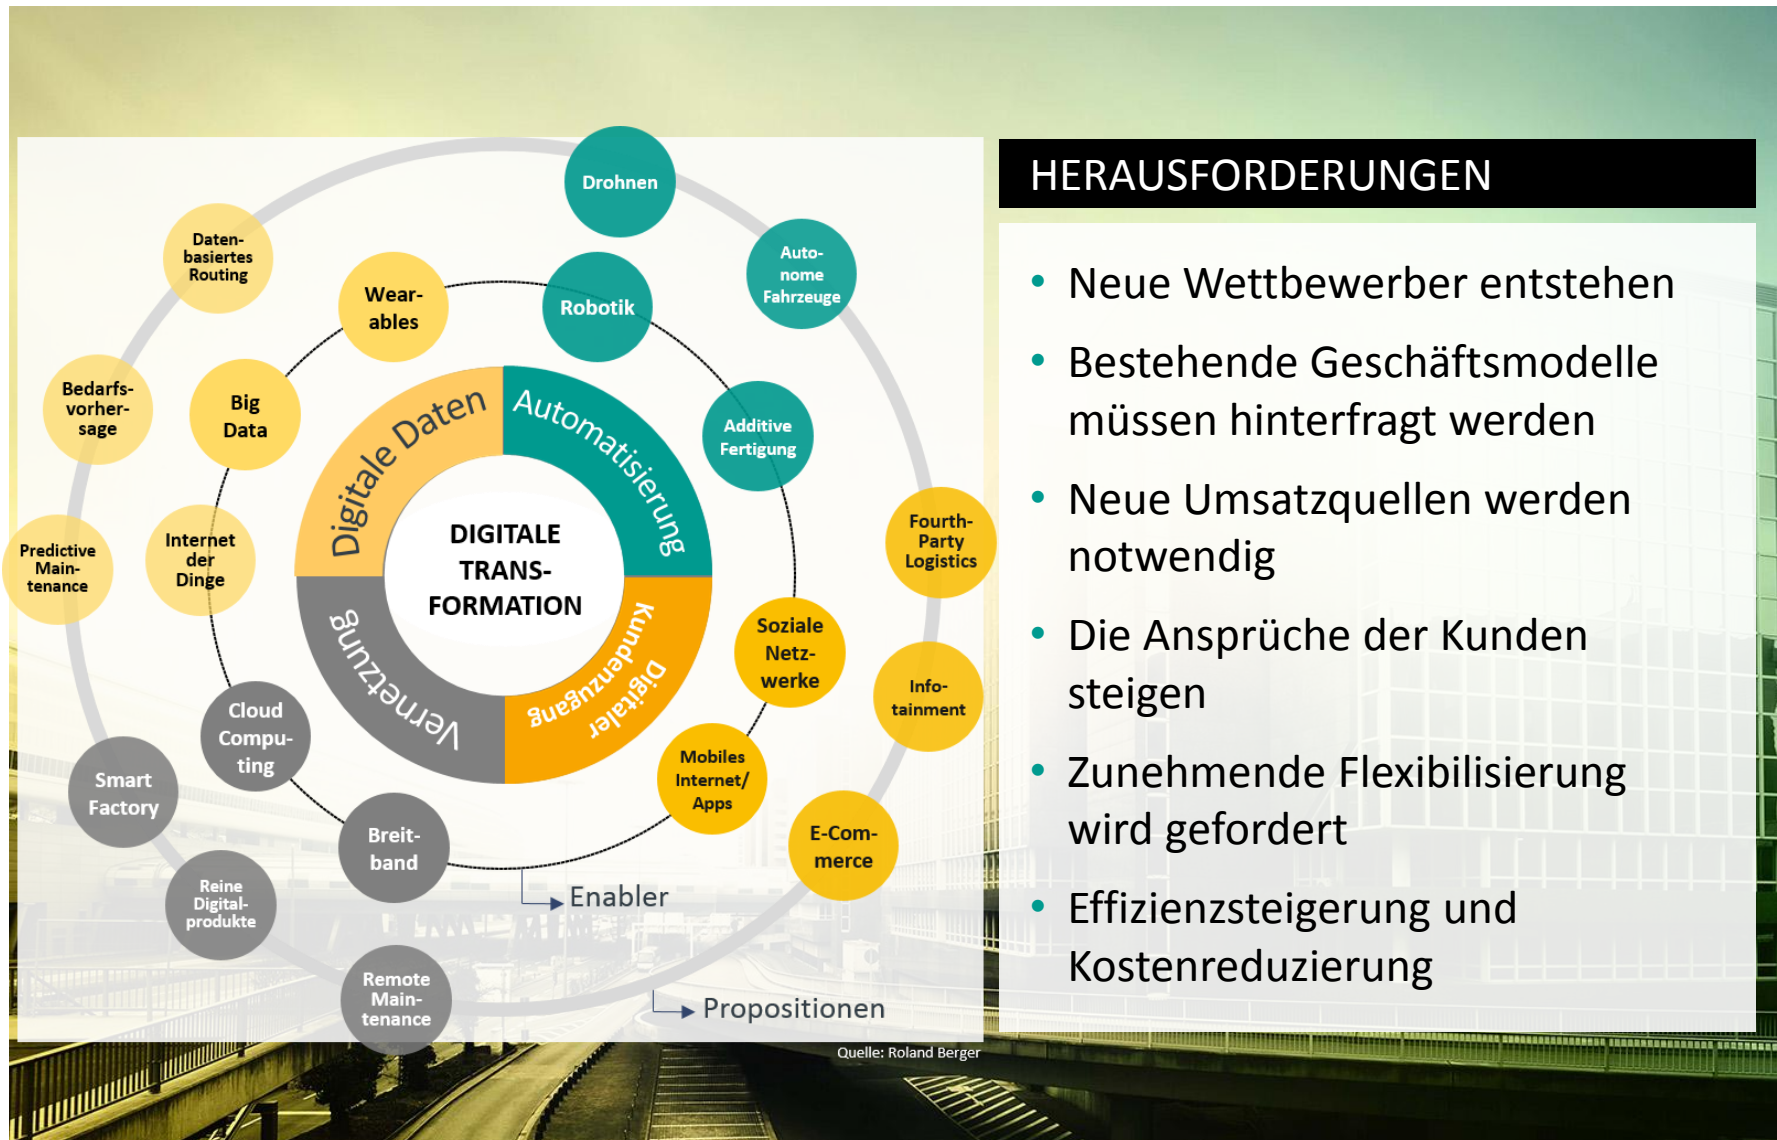 HERAUSFORDERUNGEN
Drohnen
Auto-
nome
Fahrzeuge
Daten-
basiertes
Routing
Wear-
ables
Robotik
Bedarfs-
vorher-
sage
Big
Data
Additive
Fertigung
Digitale Daten
Automatisierung
Predictive
Main-
tenance
Internet
der
Dinge
DIGITALE
TRANS-
FORMATION
Fourth-
Party
Logistics
Vernetzung
Digitaler
Kundenzugang
Soziale
Netz-
werke
Info-
tainment
Cloud
Compu-
ting
Mobiles
Internet/
Apps
Smart
Factory
Breit-
band
E-Com-
merce
Reine
Digital-
produkte
Enabler
Remote
Main-
tenance
Propositionen
Quelle: Roland Berger
• Neue Wettbewerber entstehen
• Bestehende Geschäftsmodelle
müssen hinterfragt werden
• Neue Umsatzquellen werden
notwendig
• Die Ansprüche der Kunden
steigen
• Zunehmende Flexibilisierung
wird gefordert
• Effizienzsteigerung und
Kostenreduzierung